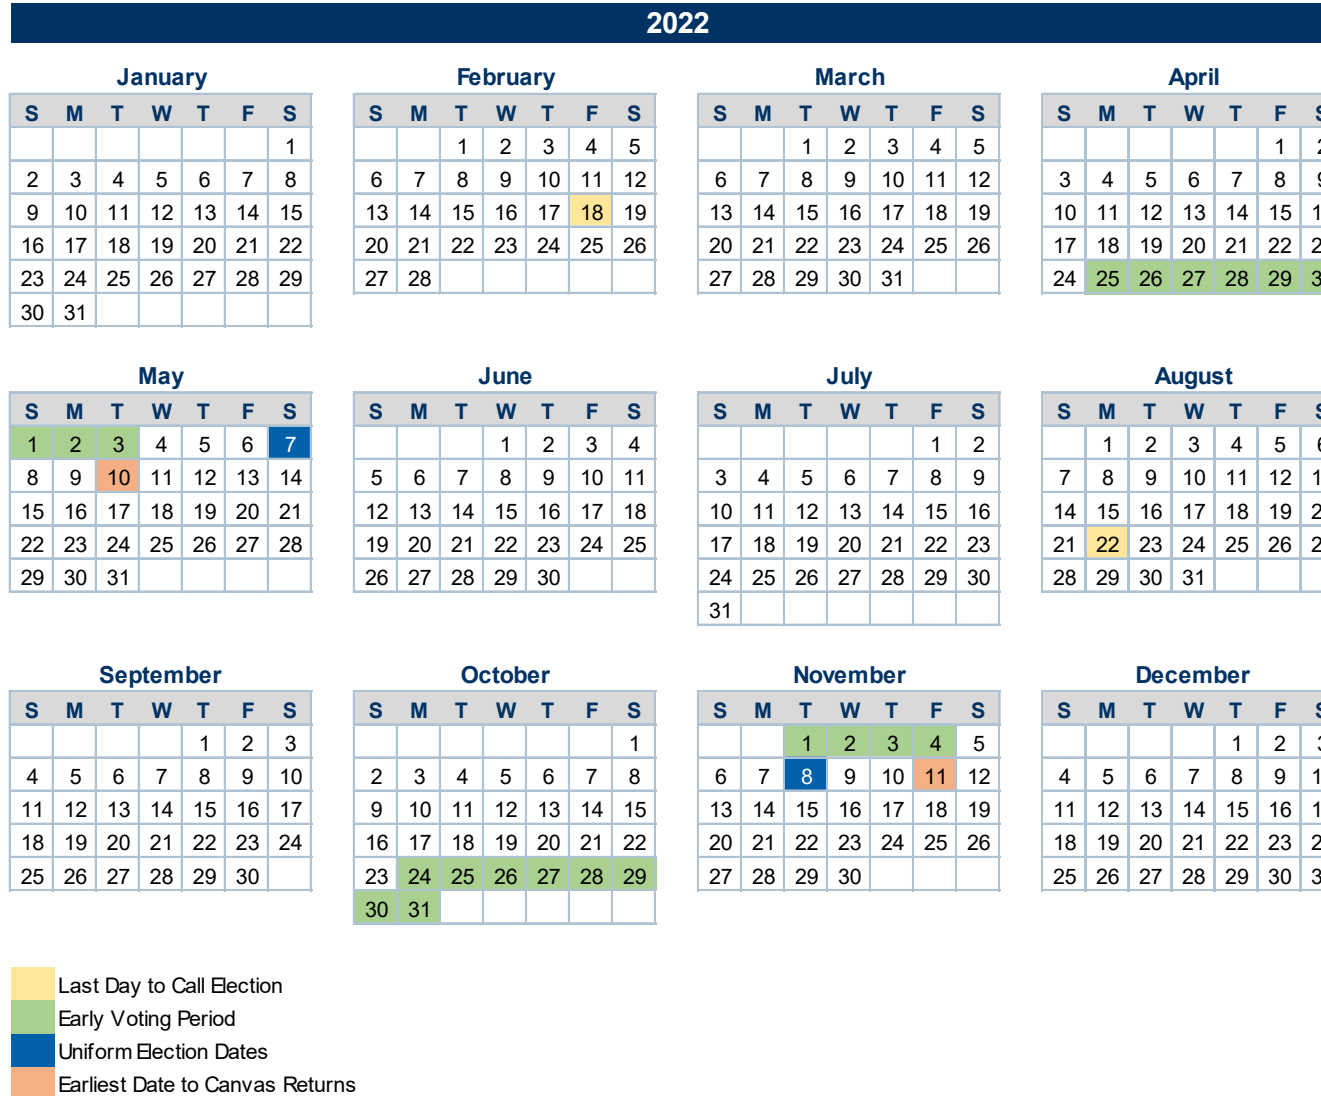 2022
January
S M T W T F S
1
2 3 4 5 6 7 8
9 10 11 12 13 14 15
16 17 18 19 20 21 22
23 24 25 26 27 28 29
30 31
February
S M T W T F S
1 2 3 4 5
6 7 8 9 10 11 12
13 14 15 16 17 18 19
20 21 22 23 24 25 26
27 28
March
S M T W T F S
1 2 3 4 5
6 7 8 9 10 11 12
13 14 15 16 17 18 19
20 21 22 23 24 25 26
27 28 29 30 31
April
S M T W T F
1
3 4 5 6 7 8
10 11 12 13 14 15
17 18 19 20 21 22
24 25 26 27 28 29
May
S M T W T F S
1 2 3 4 5 6 7
8 9 10 11 12 13 14
15 16 17 18 19 20 21
22 23 24 25 26 27 28
29 30 31
June
S M T W T F S
1 2 3 4
5 6 7 8 9 10 11
12 13 14 15 16 17 18
19 20 21 22 23 24 25
26 27 28 29 30
July
S M T W T F S
1 2
3 4 5 6 7 8 9
10 11 12 13 14 15 16
17 18 19 20 21 22 23
24 25 26 27 28 29 30
31
August
S M T W T F
1 2 3 4 5
7 8 9 10 11 12
14 15 16 17 18 19
21 22 23 24 25 26
28 29 30 31
September
S M T W T F S
1 2 3
4 5 6 7 8 9 10
11 12 13 14 15 16 17
18 19 20 21 22 23 24
25 26 27 28 29 30
October
S M T W T F S
1
2 3 4 5 6 7 8
9 10 11 12 13 14 15
16 17 18 19 20 21 22
23 24 25 26 27 28 29
30 31
November
S M T W T F S
1 2 3 4 5
6 7 8 9 10 11 12
13 14 15 16 17 18 19
20 21 22 23 24 25 26
27 28 29 30
December
S M T W T F
1 2
4 5 6 7 8 9
11 12 13 14 15 16
18 19 20 21 22 23
25 26 27 28 29 30
Last Day to Call Election
Early Voting Period
Uniform Election Dates
Earliest Date to Canvas Returns